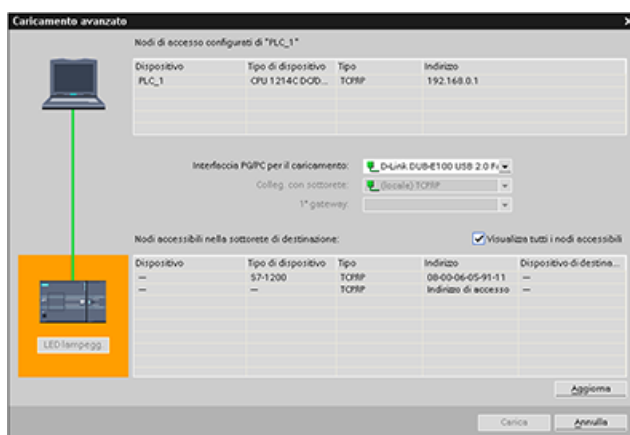 Caricamento avanzato
Nodi di accesso configurati di "PLC_1"
Dispositivo Tipo di dispositivo Tipo Indirizzo
PLC_1 CPU 1214C DC/D... TCP/IP 192.168.0.1
Interfaccia PG/PC per il caricamento: D-Link DUB-E100 USB 2.0 Fa
Colleg. con sottorete: (locale) TCP/IP
1° gateway:
Nodi accessibili nella sottorete di destinazione: Visualizza tutti i nodi accessibili
Dispositivo Tipo di dispositivo Tipo Indirizzo Dispositivo di destina...
— S7-1200 TCP/IP 08-00-06-05-91-11 —
— — TCP/IP Indirizzo di accesso —
LED lampegg
Aggiorna
Carica Annulla